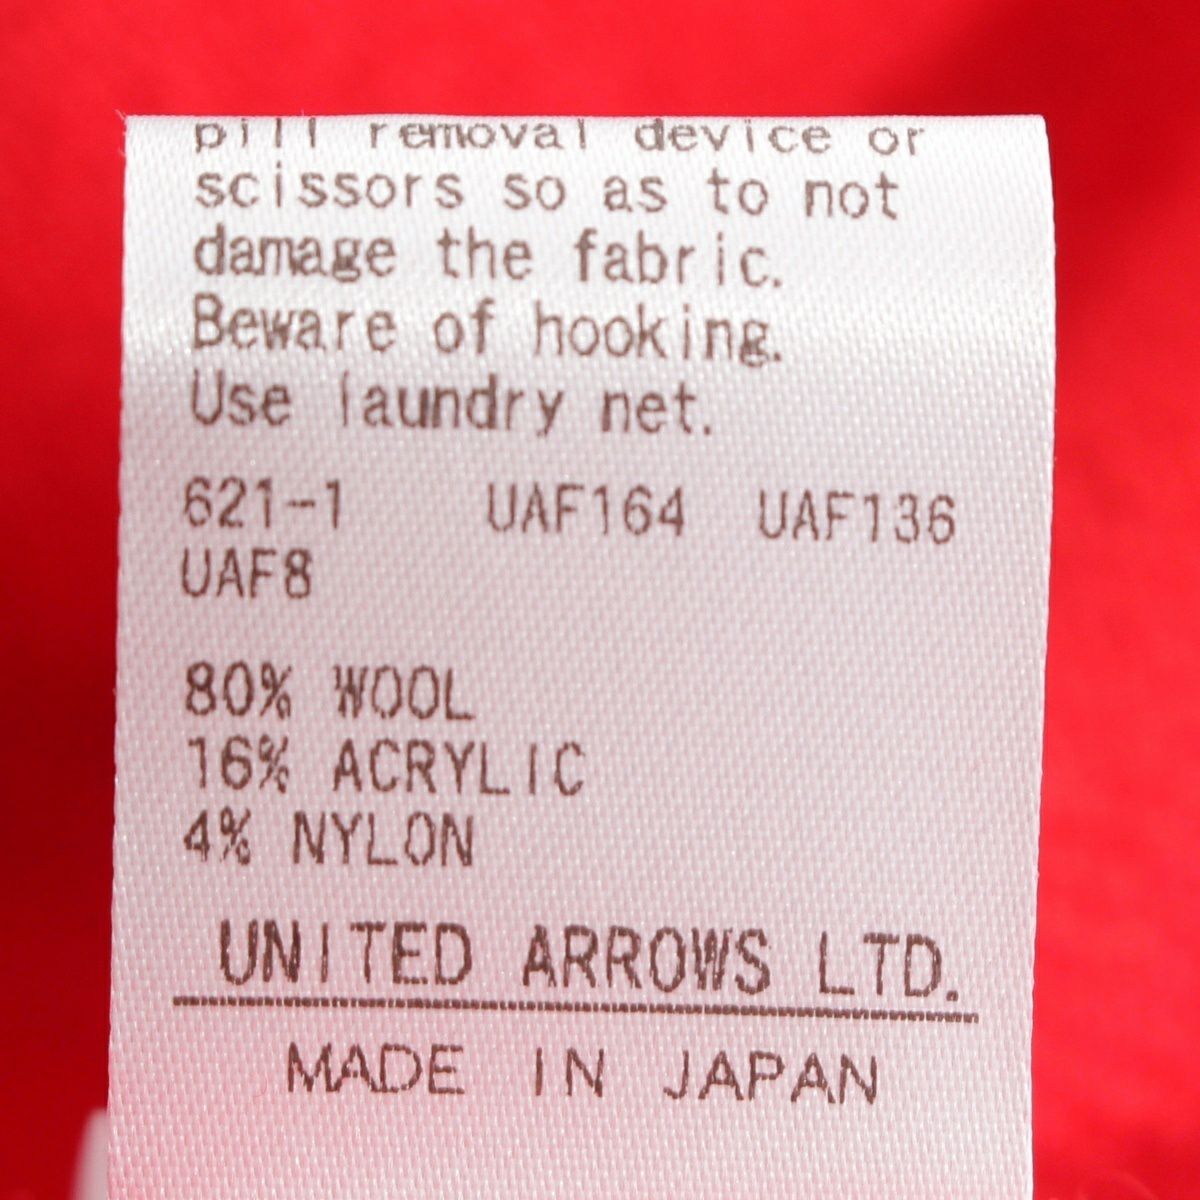 pill removal device or
scissors so as to not
damage the fabric.
Beware of hooking.
Use laundry net.
621-1 UAF164 UAF136
UAF8
80% WOOL
16% ACRYLIC
4% NYLON
UNITED ARROWS LTD.
MADE IN JAPAN